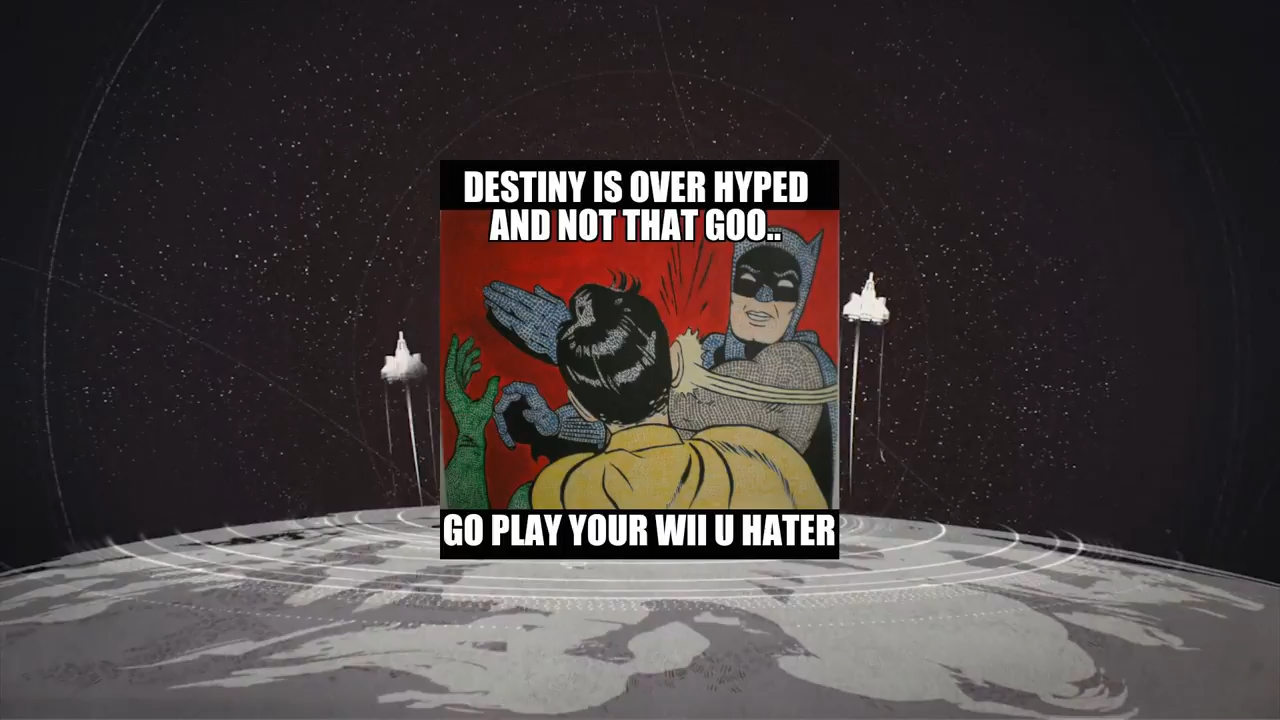 DESTINY IS OVER HYPED
AND NOT THAT GOO..
GO PLAY YOUR WII U HATER